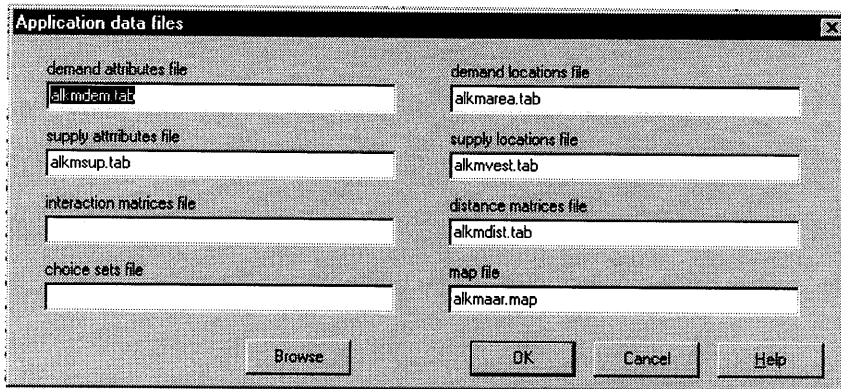 Application data files
demand attributes file
demand locations file
alkmdem.tab
alkmarea.tab
supply attributes file
supply locations file
alkmsup.tab
alkmvest.tab
interaction matrices file
distance matrices file
alkmdist.tab
choice sets file
map file
alkmaar.map
Browse
OK
Cancel
Help